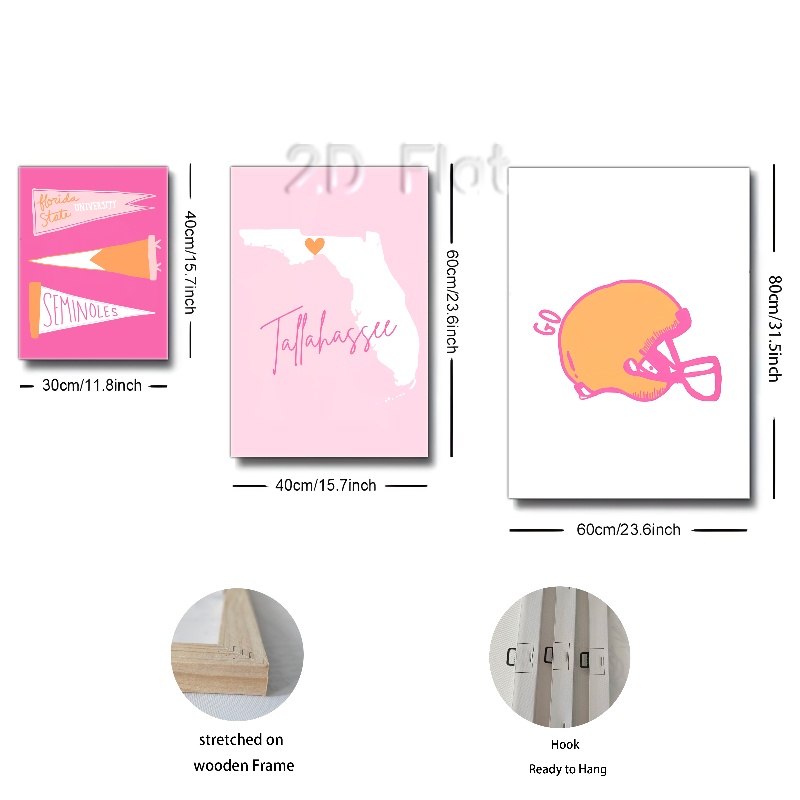 2D Flat
florida
State UNIVERSITY
SEMINOLES
40cm/15.7inch
30cm/11.8inch
Tallahassee
60cm/23.6inch
40cm/15.7inch
GO
80cm/31.5inch
60cm/23.6inch
stretched on
wooden Frame
Hook
Ready to Hang